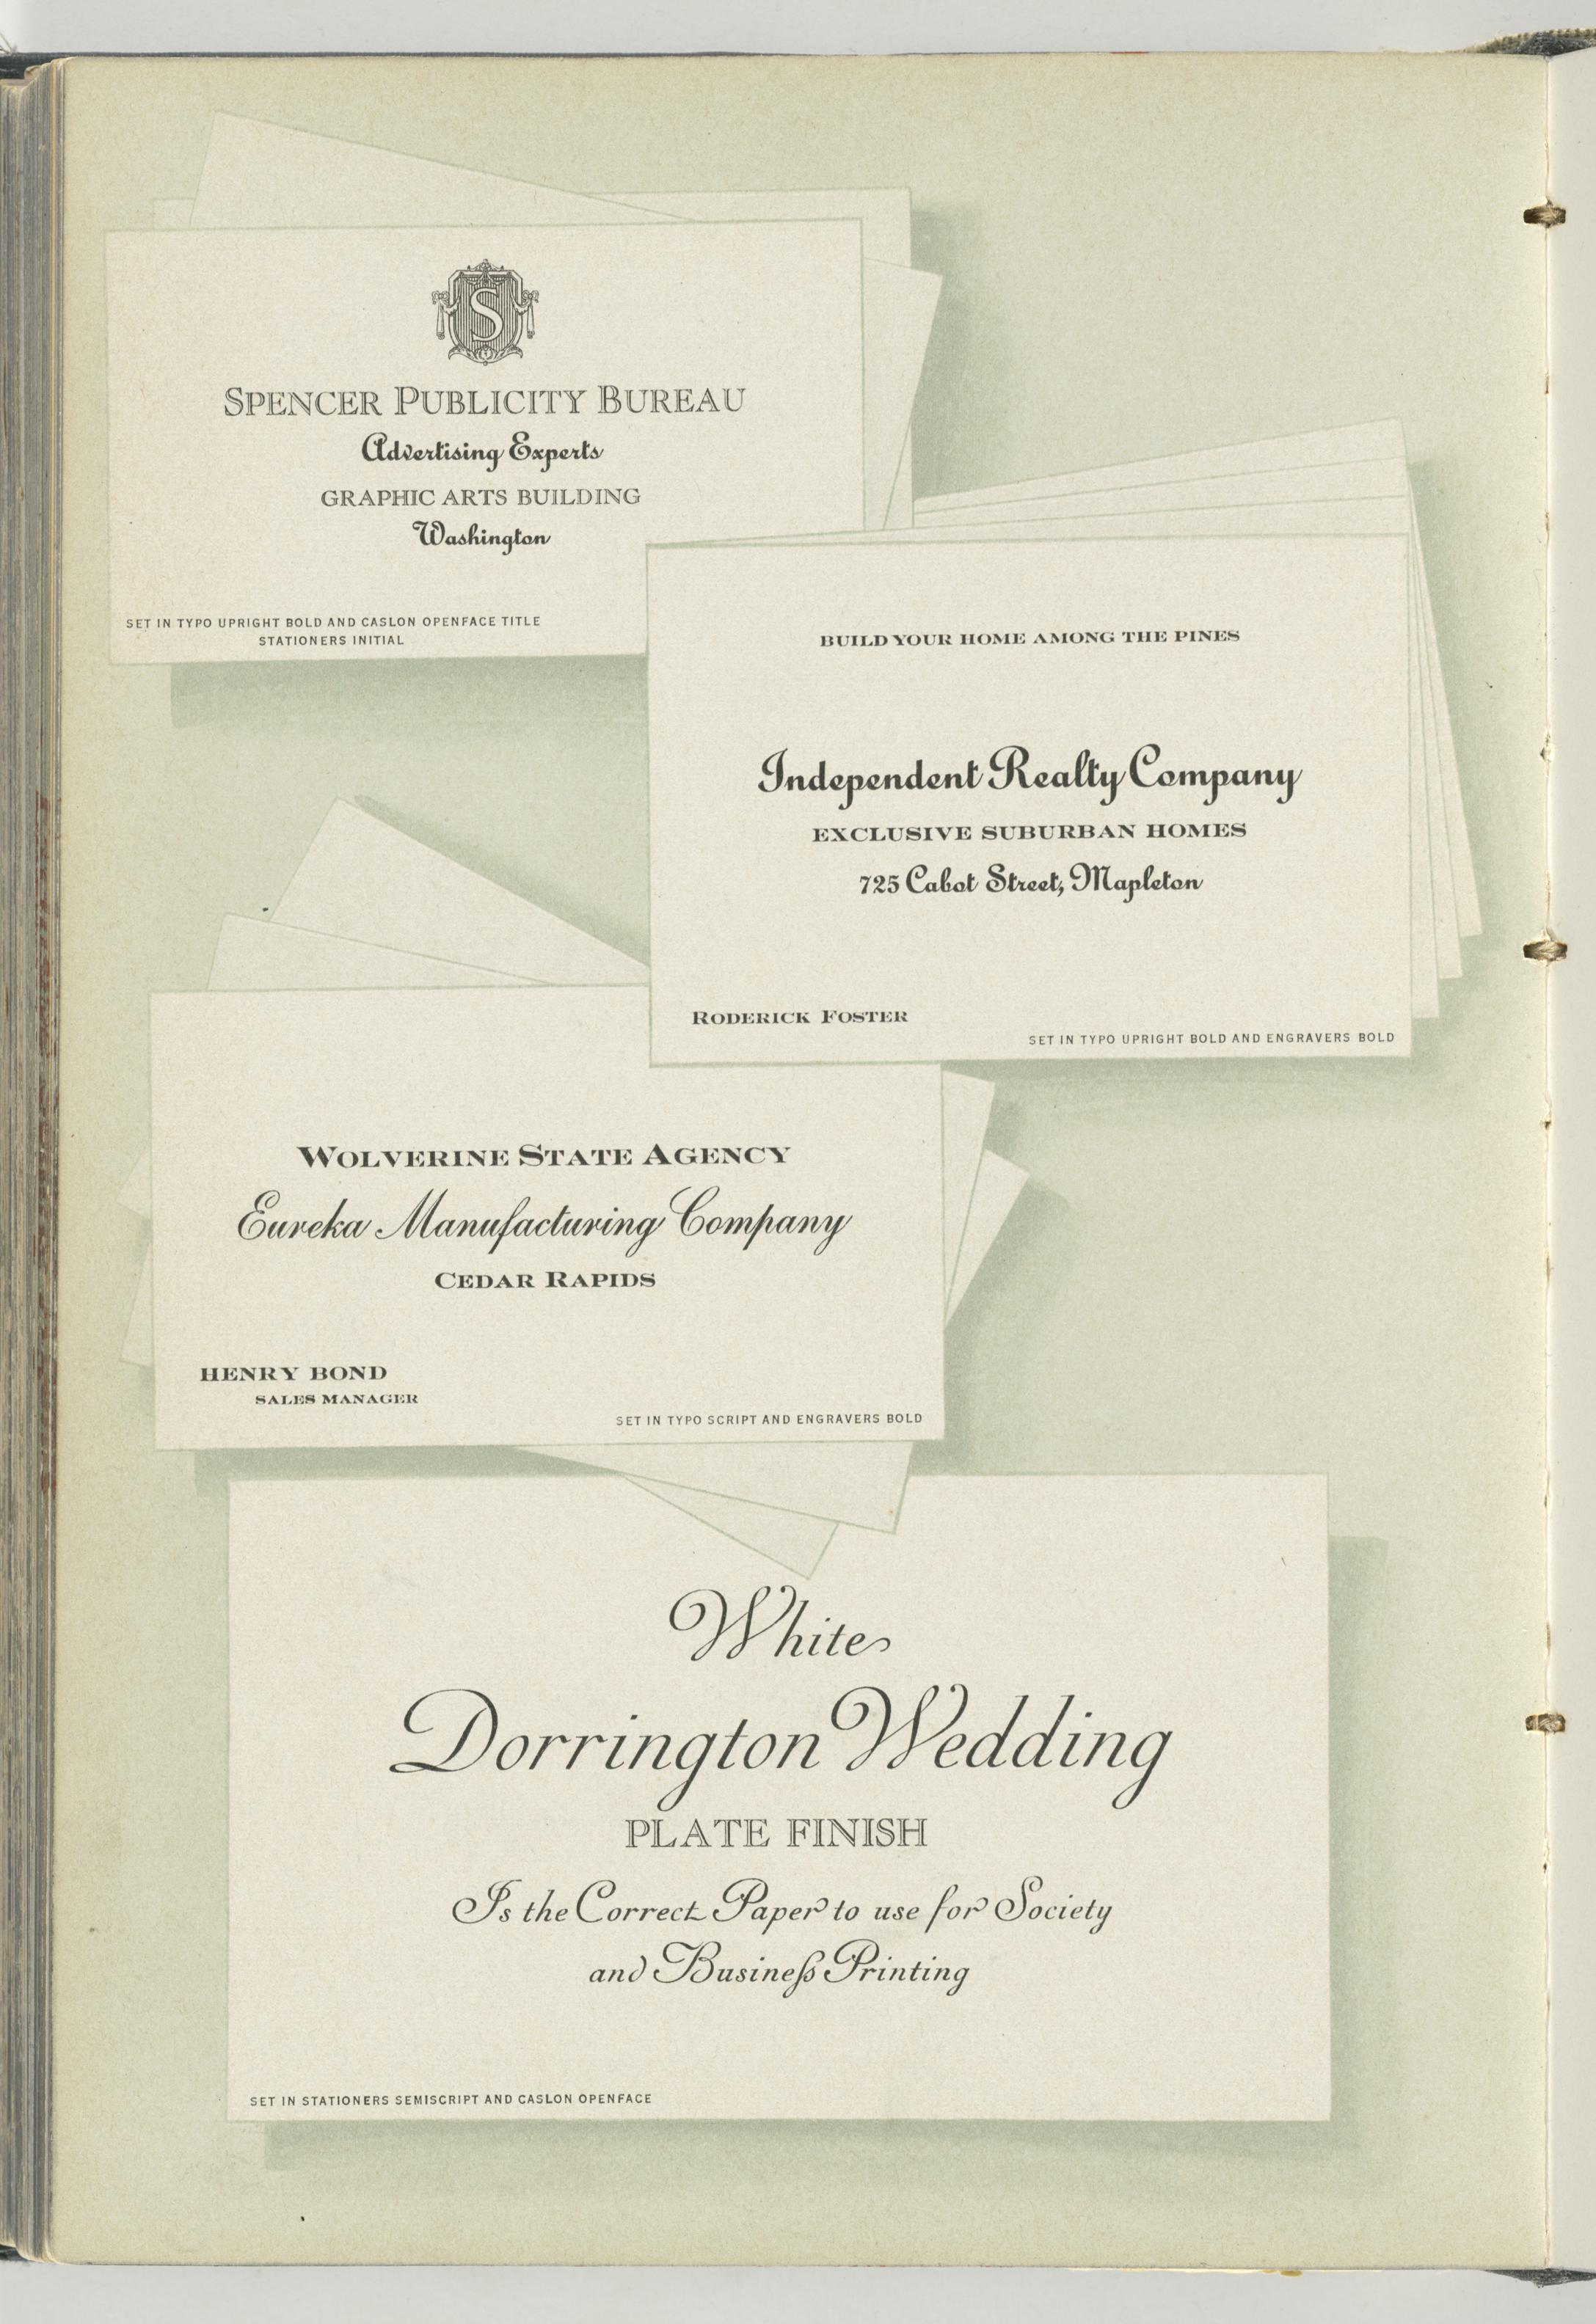 S
SPENCER PUBLICITY BUREAU
Advertising Experts
GRAPHIC ARTS BUILDING
Washington
SET IN TYPO UPRIGHT BOLD AND CASLON OPENFACE TITLE
STATIONERS INITIAL
BUILD YOUR HOME AMONG THE PINES
Independent Realty Company
EXCLUSIVE SUBURBAN HOMES
725 Cabot Street, Mapleton
RODERICK FOSTER
SET IN TYPO UPRIGHT BOLD AND ENGRAVERS BOLD
WOLVERINE STATE AGENCY
Eureka Manufacturing Company
CEDAR RAPIDS
HENRY BOND
SALES MANAGER
SET IN TYPO SCRIPT AND ENGRAVERS BOLD
White
Dorrington Wedding
PLATE FINISH
Is the Correct Paper to use for Society
and Business Printing
SET IN STATIONERS SEMISCRIPT AND CASLON OPENFACE